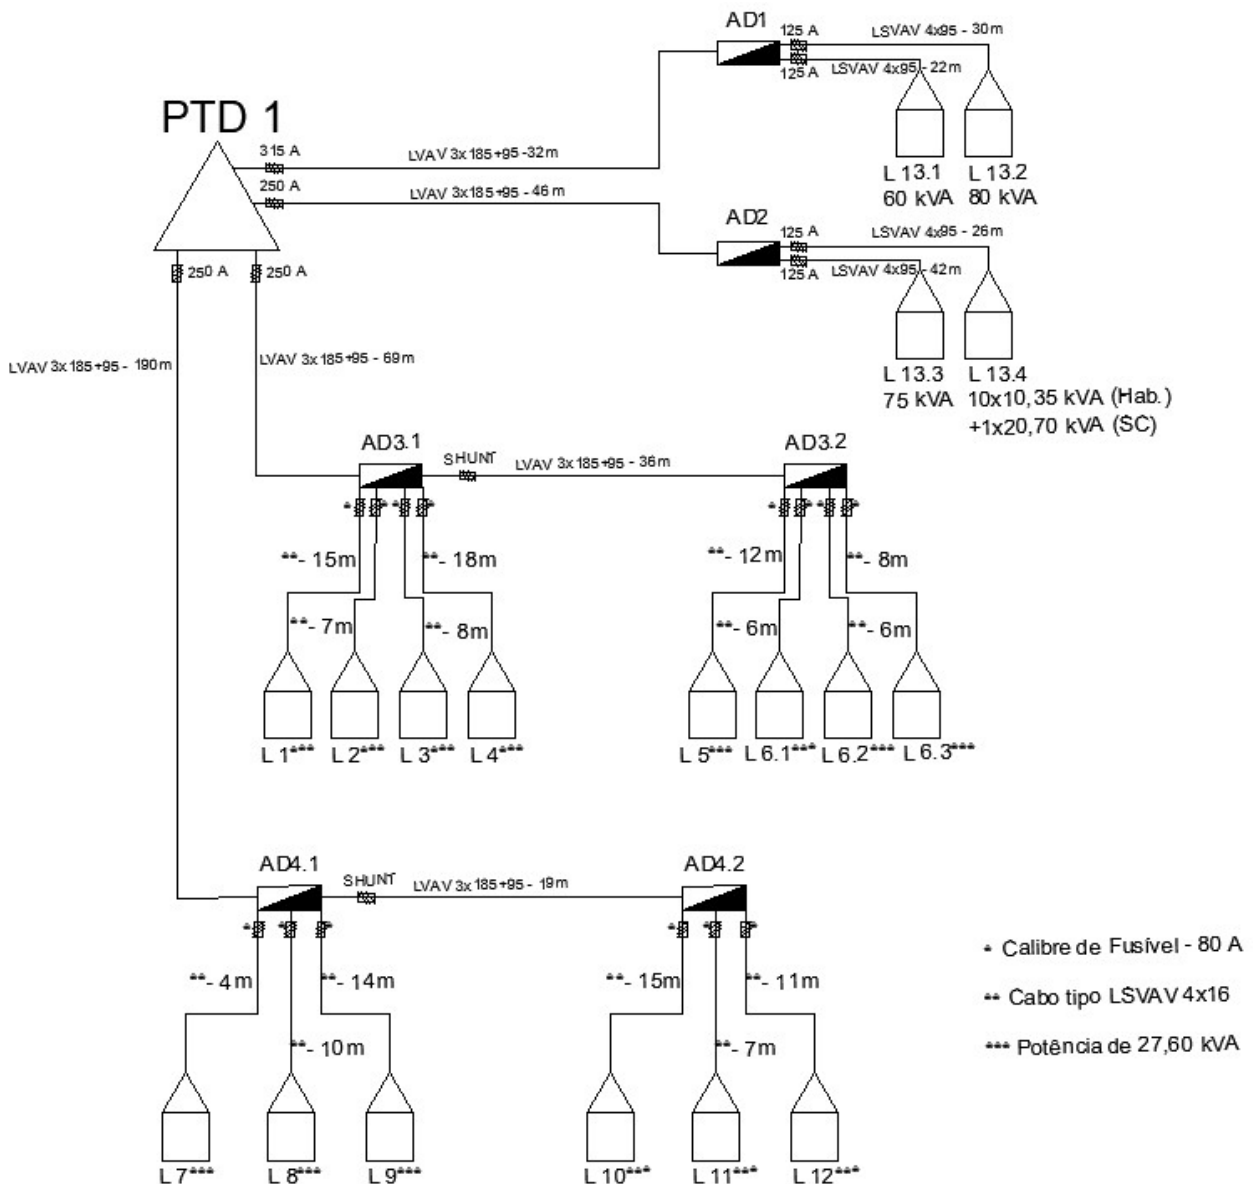 AD1
125 A
LSVAV 4x95 - 30m
125 A
LSVAV 4x95 - 22m
PTD 1
315 A
LVAV 3x185+95-32m
L 13.1
60 kVA
L 13.2
80 kVA
250 A
LVAV 3x185+95 - 46m
AD2
125 A
LSVAV 4x95 - 26m
125 A
LSVAV 4x95 - 42m
250 A
250 A
LVAV 3x185+95 - 190m
LVAV 3x185+95 - 69m
L 13.3
75 kVA
L 13.4
10x10,35 kVA (Hab.)
+1x20,70 kVA (SC)
AD3.1
SHUNT
LVAV 3x185+95 - 36m
AD3.2
* * * *
* * * *
**- 15m
**- 18m
**- 12m
**- 8m
**- 7m
**- 8m
**- 6m
**- 6m
L 1***
L 2***
L 3***
L 4***
L 5***
L 6.1***
L 6.2***
L 6.3***
AD4.1
SHUNT
LVAV 3x185+95 - 19m
AD4.2
* * *
* * *
**- 4m
**- 14m
**- 15m
**- 11m
**- 10m
**- 7m
L 7***
L 8***
L 9***
L 10***
L 11***
L 12***
* Calibre de Fusível - 80 A
** Cabo tipo LSVAV 4x16
*** Potência de 27,60 kVA